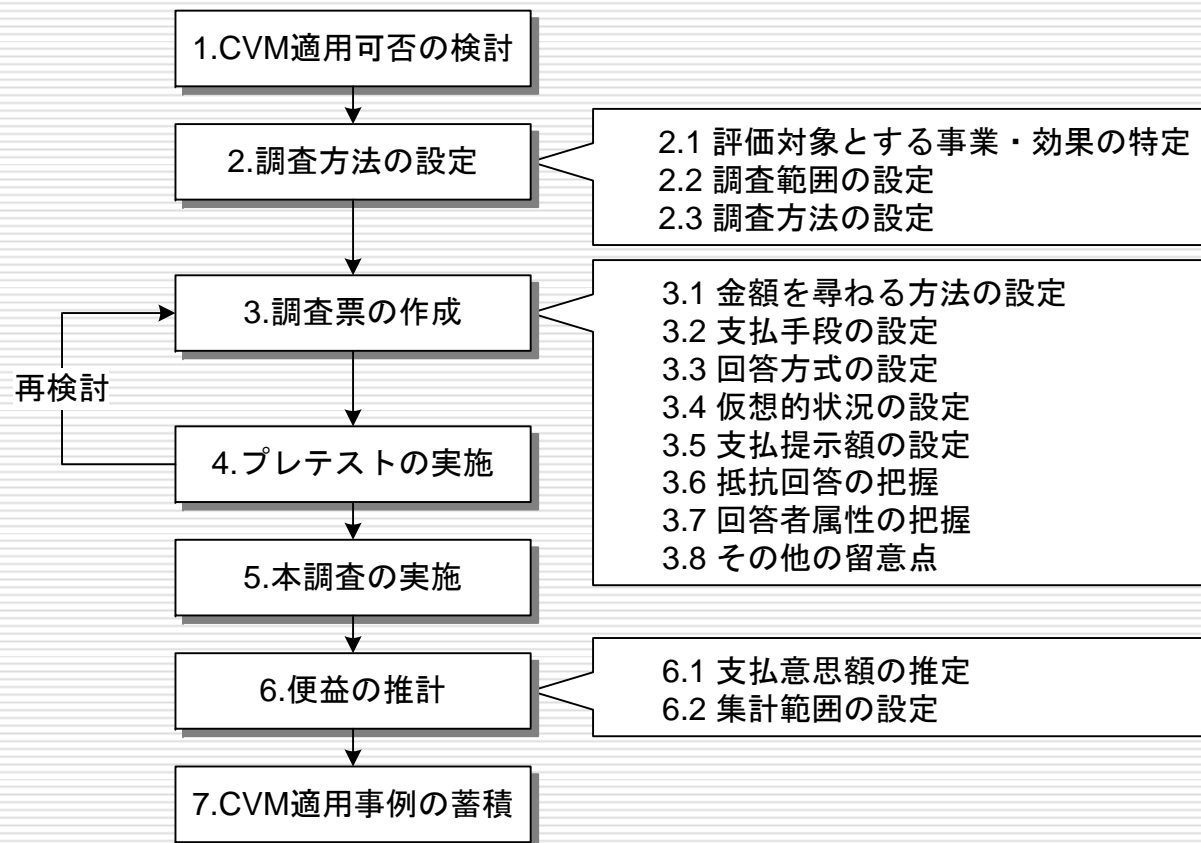 1.CVM適用可否の検討
2.調査方法の設定
2.1 評価対象とする事業・効果の特定
2.2 調査範囲の設定
2.3 調査方法の設定
3.調査票の作成
3.1 金額を尋ねる方法の設定
3.2 支払手段の設定
3.3 回答方式の設定
3.4 仮想的状況の設定
3.5 支払提示額の設定
3.6 抵抗回答の把握
3.7 回答者属性の把握
3.8 その他の留意点
再検討
4.プレテストの実施
5.本調査の実施
6.便益の推計
6.1 支払意思額の推定
6.2 集計範囲の設定
7.CVM適用事例の蓄積